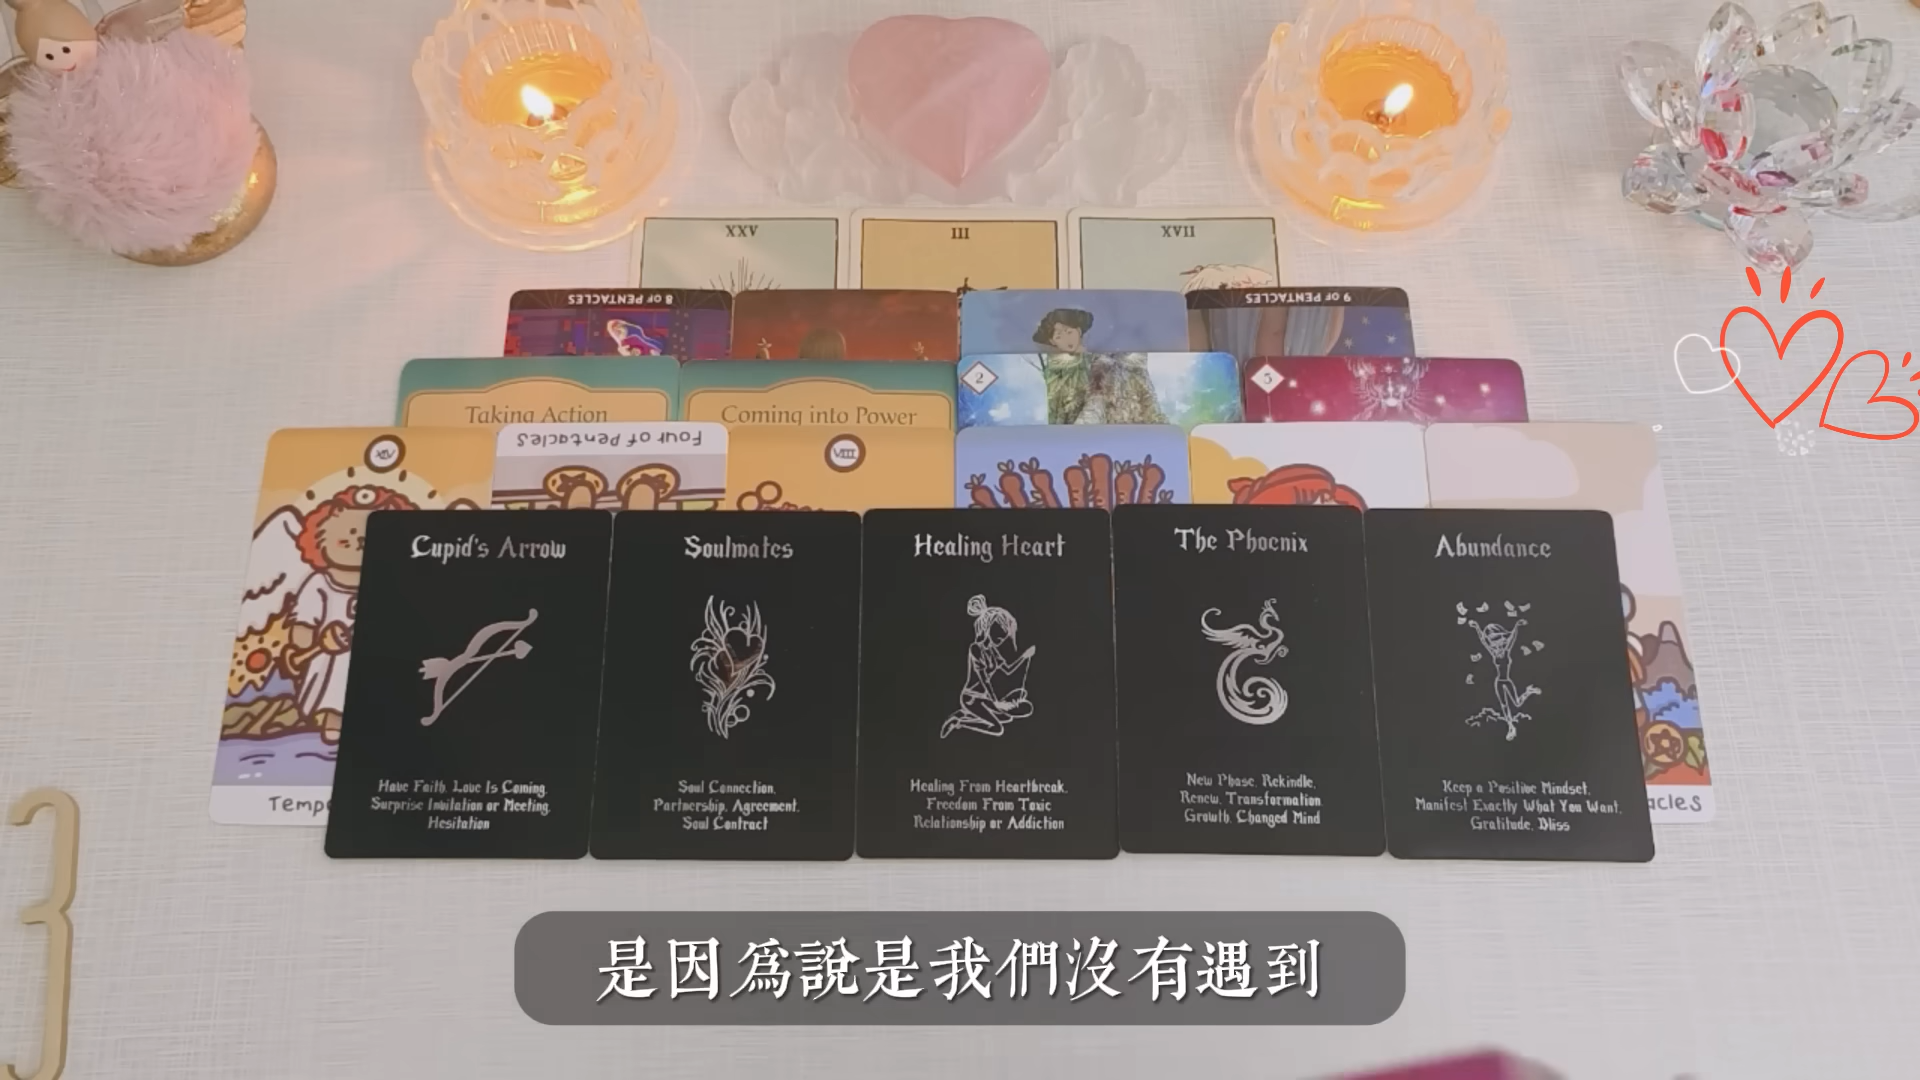 XXV
III
XVII
8 OF PENTACLES
9 OF PENTACLES
Taking Action
Coming into Power
2
5
XIV
Four of Pentacles
VIII
Cupid's Arrow
Have Faith, Love Is Coming,
Surprise Invitation or Meeting,
Hesitation
Soulmates
Soul Connection,
Partnership, Agreement,
Soul Contract
Healing Heart
Healing From Heartbreak,
Freedom From Toxic
Relationship or Addiction
The Phoenix
New Phase, Rekindle,
Renew, Transformation
Growth, Changed Mind
Abundance
Keep a Positive Mindset,
Manifest Exactly What You Want,
Gratitude, Bliss
Tempe
acles
3
是因為說是我們沒有遇到